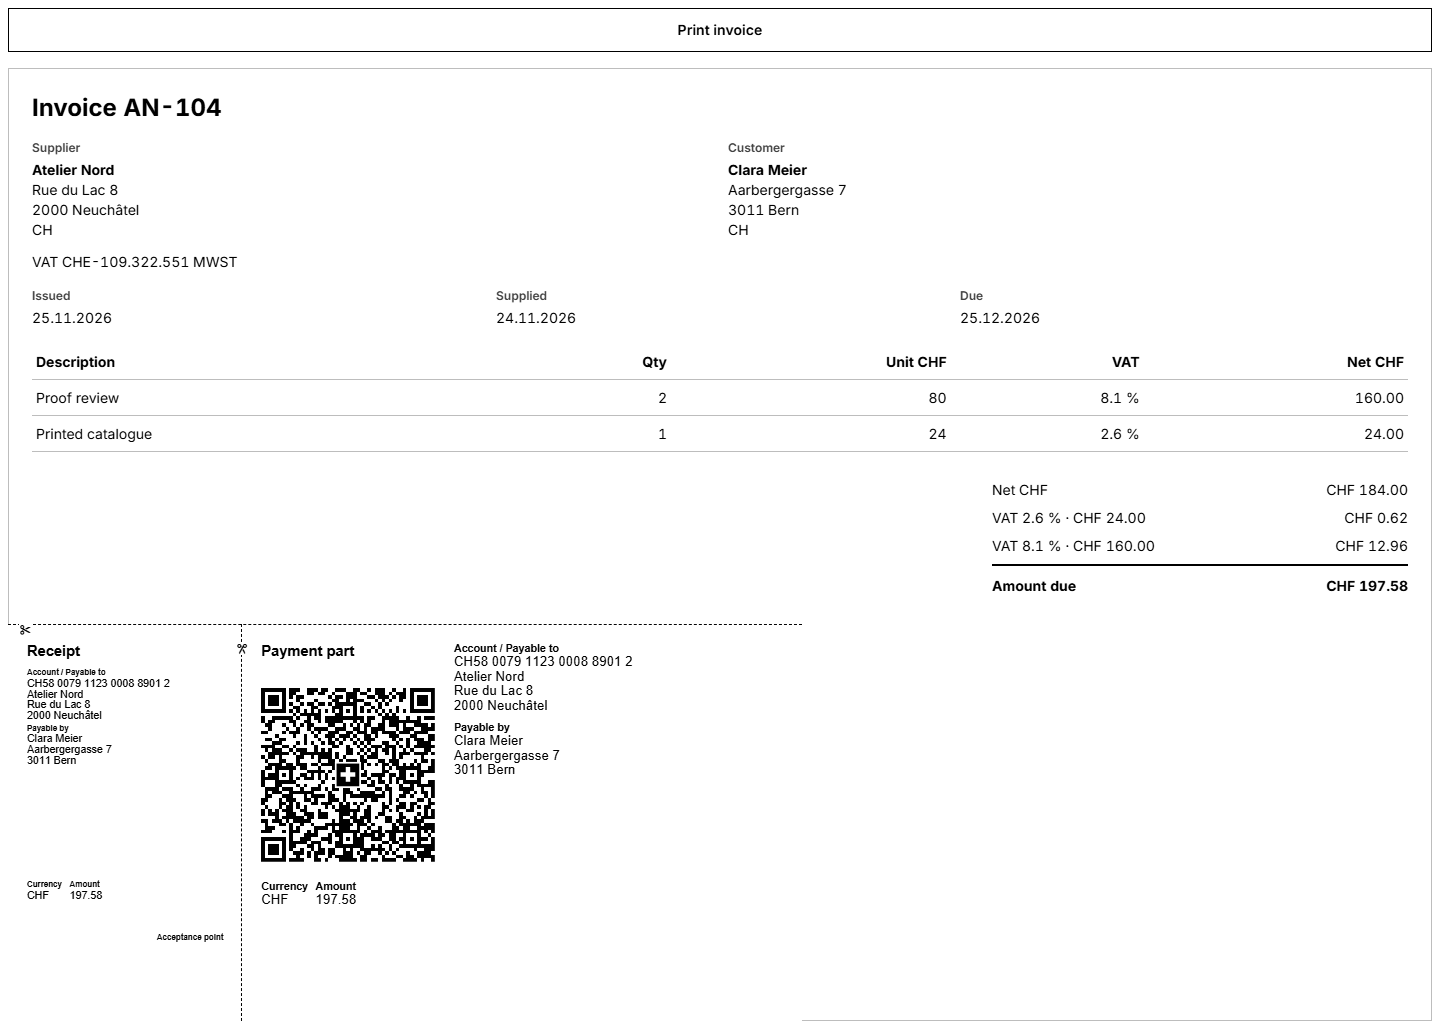 Print invoice
Invoice AN-104
Supplier
Atelier Nord
Rue du Lac 8
2000 Neuchâtel
CH
VAT CHE-109.322.551 MWST
Customer
Clara Meier
Aarbergergasse 7
3011 Bern
CH
Issued
25.11.2026
Supplied
24.11.2026
Due
25.12.2026
Description Qty Unit CHF VAT Net CHF
Proof review 2 80 8.1 % 160.00
Printed catalogue 1 24 2.6 % 24.00
Net CHF CHF 184.00
VAT 2.6 % · CHF 24.00 CHF 0.62
VAT 8.1 % · CHF 160.00 CHF 12.96
Amount due CHF 197.58
Receipt
Account / Payable to
CH58 0079 1123 0008 8901 2
Atelier Nord
Rue du Lac 8
2000 Neuchâtel
Payable by
Clara Meier
Aarbergergasse 7
3011 Bern
Currency Amount
CHF 197.58
Acceptance point
Payment part
Currency Amount
CHF 197.58
Account / Payable to
CH58 0079 1123 0008 8901 2
Atelier Nord
Rue du Lac 8
2000 Neuchâtel
Payable by
Clara Meier
Aarbergergasse 7
3011 Bern